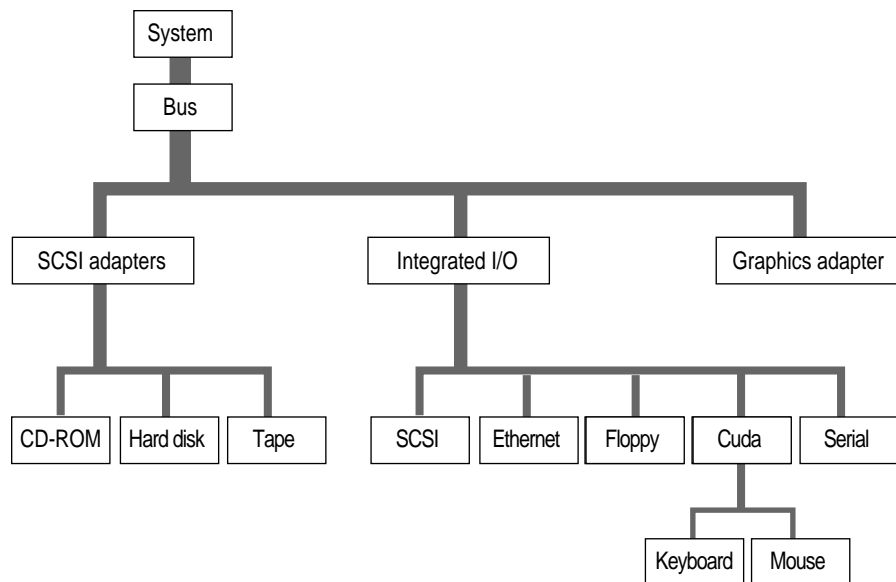 System
Bus
SCSI adapters
Integrated I/O
Graphics adapter
CD-ROM
Hard disk
Tape
SCSI
Ethernet
Floppy
Cuda
Serial
Keyboard
Mouse